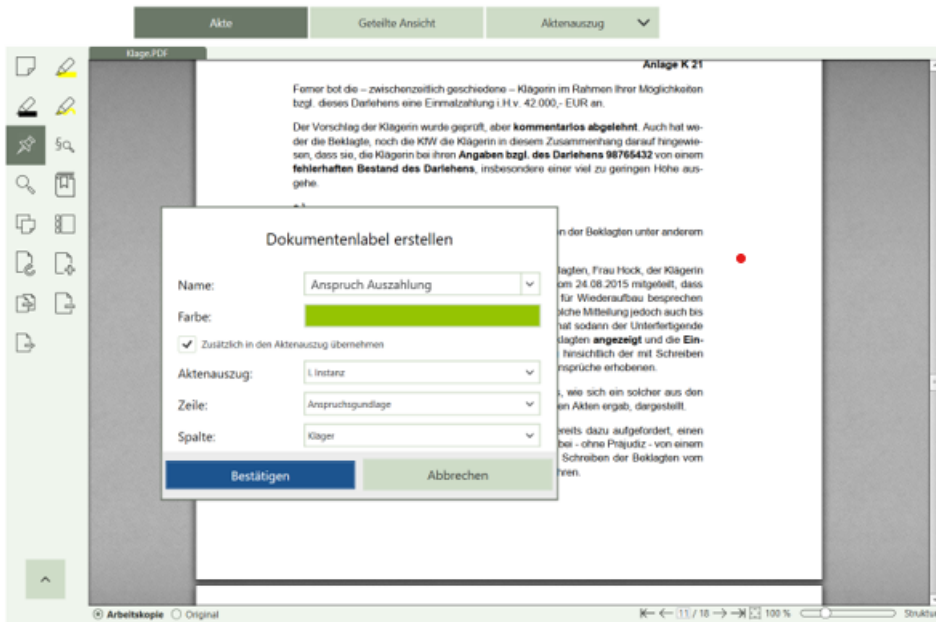 Akte
Geteilte Ansicht
Aktenauszug
Klage.PDF
Anlage K 21
Ferner bot die – zwischenzeitlich geschiedene – Klägerin im Rahmen Ihrer Möglichkeiten
bzgl. dieses Darlehens eine Einmalzahlung i.H.v. 42.000,- EUR an.
Der Vorschlag der Klägerin wurde geprüft, aber kommentarlos abgelehnt. Auch hat we-
der die Beklagte, noch die KfW die Klägerin in diesem Zusammenhang darauf hingewie-
sen, dass sie, die Klägerin bei ihren Angaben bzgl. des Darlehens 98765432 von einem
fehlerhaften Bestand des Darlehens, insbesondere einer viel zu geringen Höhe aus-
gehe.
Dokumentenlabel erstellen
Name:
Anspruch Auszahlung
Farbe:
Zusätzlich in den Aktenauszug übernehmen
Aktenauszug:
I. Instanz
Zeile:
Anspruchsgundlage
Spalte:
Kläger
Bestätigen
Abbrechen
en der Beklagten unter anderem
lagten, Frau Hock, der Klägerin
om 24.08.2015 mitgeteilt, dass
für Wiederaufbau besprechen
olche Mitteilung jedoch auch bis
hat sodann der Unterfertigende
klagten angezeigt und die Ein-
hinsichtlich der mit Schreiben
nsprüche erhobenen.
s, wie sich ein solcher aus den
en Akten ergab, dargestellt.
ereits dazu aufgefordert, einen
bei - ohne Präjudiz - von einem
Schreiben der Beklagten vom
hren.
Arbeitskopie
Original
11 / 18
100 %
Struktur